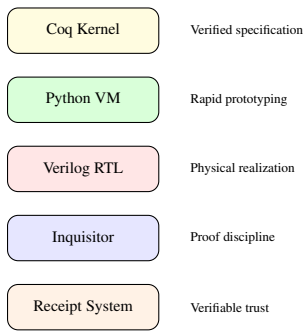 Coq Kernel Verified specification
Python VM Rapid prototyping
Verilog RTL Physical realization
Inquisitor Proof discipline
Receipt System Verifiable trust